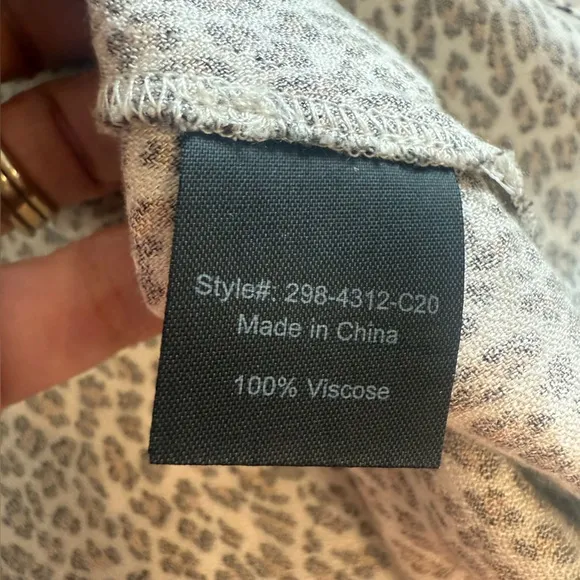 Style#: 298-4312-C20
Made in China
100% Viscose